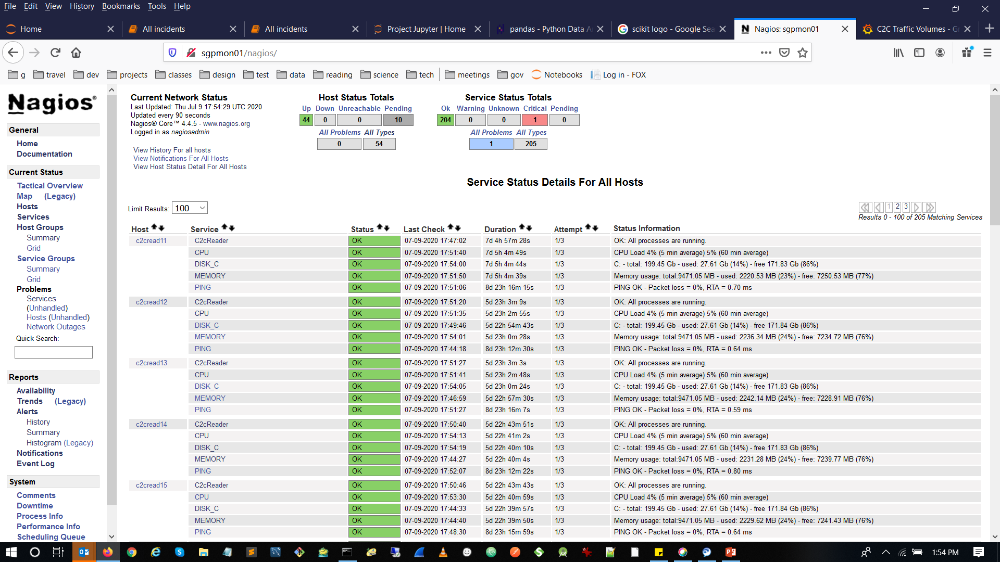 File Edit View History Bookmarks Tools Help
Home
All incidents
All incidents
Project Jupyter | Home
pandas - Python Data A
scikit logo - Google Sea
Nagios: sgpmon01
C2C Traffic Volumes - Gr
sgpmon01/nagios/
g travel dev projects classes design test data reading science tech meetings gov Notebooks Log in - FOX
Nagios®
General
Home
Documentation
Current Status
Tactical Overview
Map (Legacy)
Hosts
Services
Host Groups
Summary
Grid
Service Groups
Summary
Grid
Problems
Services
(Unhandled)
Hosts (Unhandled)
Network Outages
Quick Search:
Reports
Availability
Trends (Legacy)
Alerts
History
Summary
Histogram (Legacy)
Notifications
Event Log
System
Comments
Downtime
Process Info
Performance Info
Scheduling Queue
Current Network Status
Last Updated: Thu Jul 9 17:54:29 UTC 2020
Updated every 90 seconds
Nagios® Core™ 4.4.5 - www.nagios.org
Logged in as nagiosadmin
View History For all hosts
View Notifications For All Hosts
View Host Status Detail For All Hosts
Host Status Totals
Up Down Unreachable Pending
44 0 0 10
All Problems All Types
0 54
Service Status Totals
Ok Warning Unknown Critical Pending
204 0 0 1 0
All Problems All Types
1 205
Service Status Details For All Hosts
Limit Results: 100
1 2 3
Results 0 - 100 of 205 Matching Services
Host Service Status Last Check Duration Attempt Status Information
c2cread11 C2cReader OK 07-09-2020 17:47:02 7d 4h 57m 28s 1/3 OK: All processes are running.
CPU OK 07-09-2020 17:51:40 7d 5h 4m 49s 1/3 CPU Load 4% (5 min average) 5% (60 min average)
DISK_C OK 07-09-2020 17:54:00 7d 5h 4m 44s 1/3 C: - total: 199.45 Gb - used: 27.61 Gb (14%) - free 171.83 Gb (86%)
MEMORY OK 07-09-2020 17:51:50 7d 5h 4m 39s 1/3 Memory usage: total:9471.05 MB - used: 2220.53 MB (23%) - free: 7250.53 MB (77%)
PING OK 07-09-2020 17:51:06 8d 23h 16m 15s 1/3 PING OK - Packet loss = 0%, RTA = 0.70 ms
c2cread12 C2cReader OK 07-09-2020 17:51:20 5d 23h 3m 9s 1/3 OK: All processes are running.
CPU OK 07-09-2020 17:51:35 5d 23h 2m 55s 1/3 CPU Load 4% (5 min average) 5% (60 min average)
DISK_C OK 07-09-2020 17:49:46 5d 22h 54m 43s 1/3 C: - total: 199.45 Gb - used: 27.61 Gb (14%) - free 171.84 Gb (86%)
MEMORY OK 07-09-2020 17:54:01 5d 23h 0m 28s 1/3 Memory usage: total:9471.05 MB - used: 2236.34 MB (24%) - free: 7234.72 MB (76%)
PING OK 07-09-2020 17:44:18 8d 23h 12m 30s 1/3 PING OK - Packet loss = 0%, RTA = 0.64 ms
c2cread13 C2cReader OK 07-09-2020 17:51:27 5d 23h 3m 3s 1/3 OK: All processes are running.
CPU OK 07-09-2020 17:51:41 5d 23h 2m 48s 1/3 CPU Load 4% (5 min average) 5% (60 min average)
DISK_C OK 07-09-2020 17:54:05 5d 23h 0m 24s 1/3 C: - total: 199.45 Gb - used: 27.61 Gb (14%) - free 171.83 Gb (86%)
MEMORY OK 07-09-2020 17:46:59 5d 22h 57m 30s 1/3 Memory usage: total:9471.05 MB - used: 2242.14 MB (24%) - free: 7228.91 MB (76%)
PING OK 07-09-2020 17:51:27 8d 23h 16m 7s 1/3 PING OK - Packet loss = 0%, RTA = 0.59 ms
c2cread14 C2cReader OK 07-09-2020 17:50:40 5d 22h 43m 51s 1/3 OK: All processes are running.
CPU OK 07-09-2020 17:54:13 5d 22h 41m 2s 1/3 CPU Load 4% (5 min average) 5% (60 min average)
DISK_C OK 07-09-2020 17:54:19 5d 22h 40m 10s 1/3 C: - total: 199.45 Gb - used: 27.61 Gb (14%) - free 171.83 Gb (86%)
MEMORY OK 07-09-2020 17:44:27 5d 22h 40m 4s 1/3 Memory usage: total:9471.05 MB - used: 2231.28 MB (24%) - free: 7239.77 MB (76%)
PING OK 07-09-2020 17:52:07 8d 23h 12m 22s 1/3 PING OK - Packet loss = 0%, RTA = 0.80 ms
c2cread15 C2cReader OK 07-09-2020 17:50:46 5d 22h 43m 43s 1/3 OK: All processes are running.
CPU OK 07-09-2020 17:53:30 5d 22h 40m 59s 1/3 CPU Load 4% (5 min average) 5% (60 min average)
DISK_C OK 07-09-2020 17:44:33 5d 22h 39m 57s 1/3 C: - total: 199.45 Gb - used: 27.61 Gb (14%) - free 171.84 Gb (86%)
MEMORY OK 07-09-2020 17:44:40 5d 22h 39m 50s 1/3 Memory usage: total:9471.05 MB - used: 2229.62 MB (24%) - free: 7241.43 MB (76%)
PING OK 07-09-2020 17:48:30 8d 23h 15m 59s 1/3 PING OK - Packet loss = 0%, RTA = 0.64 ms
1:54 PM